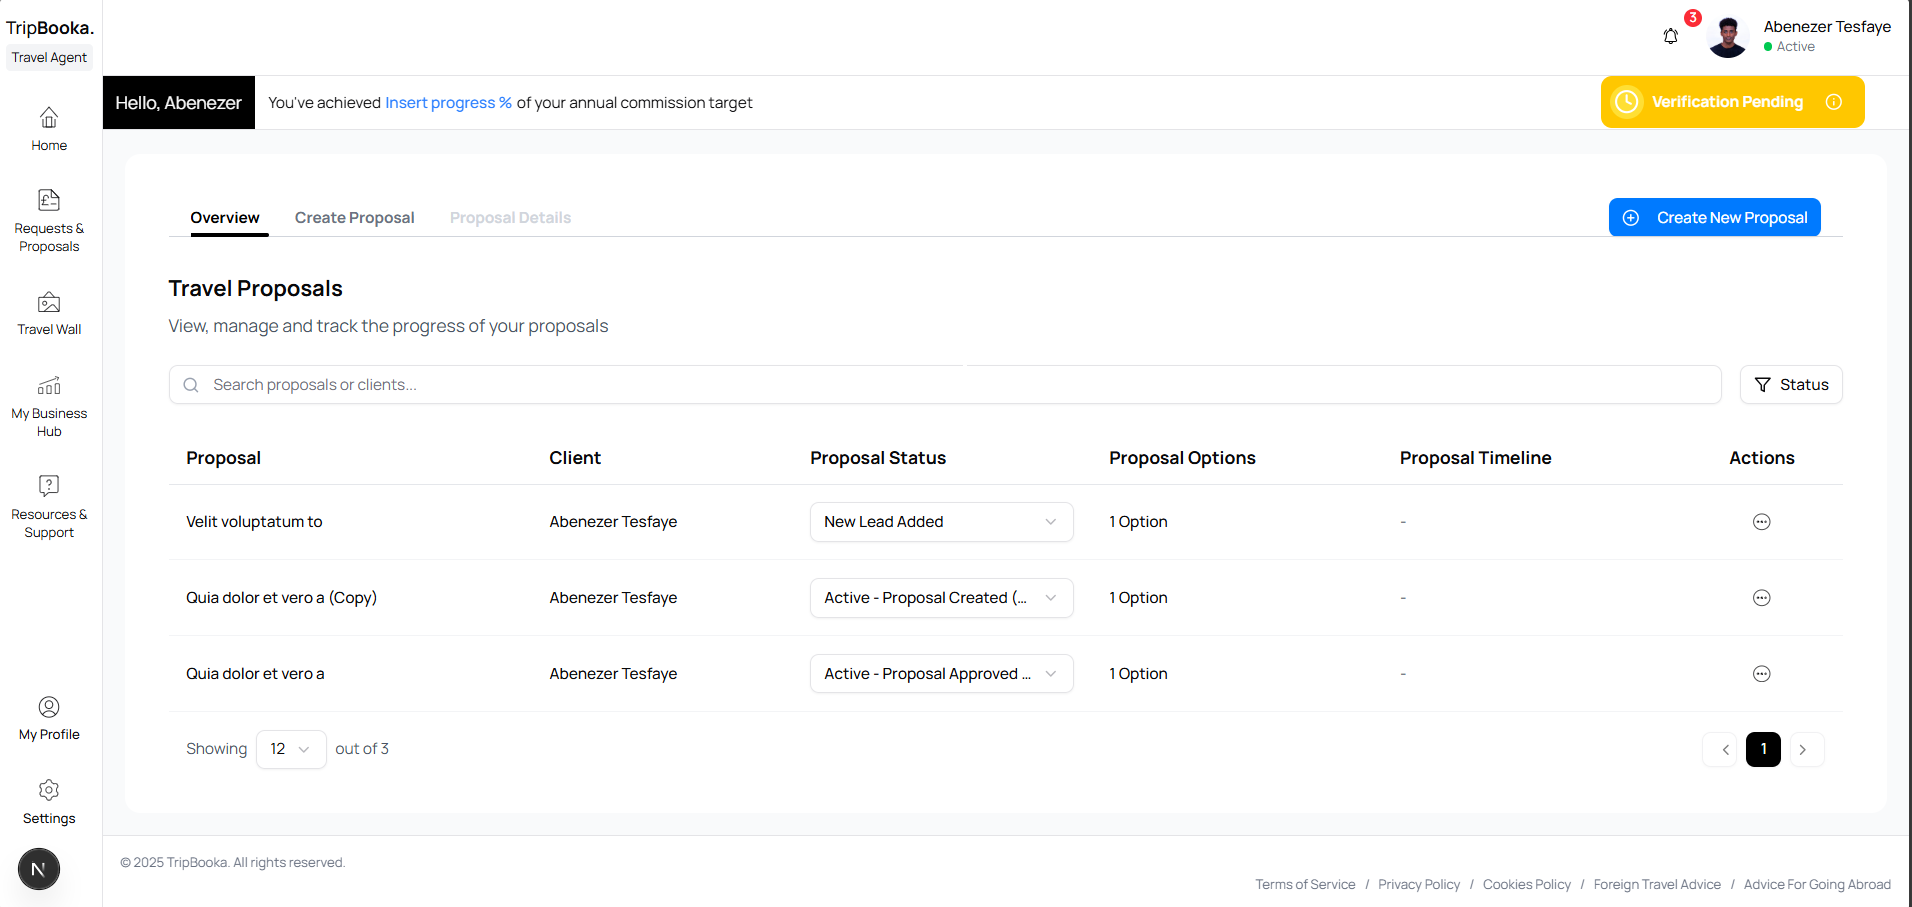 TripBooka.
Travel Agent
Home
Requests &
Proposals
Travel Wall
My Business
Hub
Resources &
Support
My Profile
Settings
N
3
Abenezer Tesfaye
Active
Hello, Abenezer
You've achieved Insert progress % of your annual commission target
Verification Pending
Overview
Create Proposal
Proposal Details
Create New Proposal
Travel Proposals
View, manage and track the progress of your proposals
Search proposals or clients...
Status
Proposal Client Proposal Status Proposal Options Proposal Timeline Actions
Velit voluptatum to Abenezer Tesfaye New Lead Added 1 Option -
Quia dolor et vero a (Copy) Abenezer Tesfaye Active - Proposal Created (... 1 Option -
Quia dolor et vero a Abenezer Tesfaye Active - Proposal Approved ... 1 Option -
Showing 12 out of 3
1
© 2025 TripBooka. All rights reserved.
Terms of Service / Privacy Policy / Cookies Policy / Foreign Travel Advice / Advice For Going Abroad